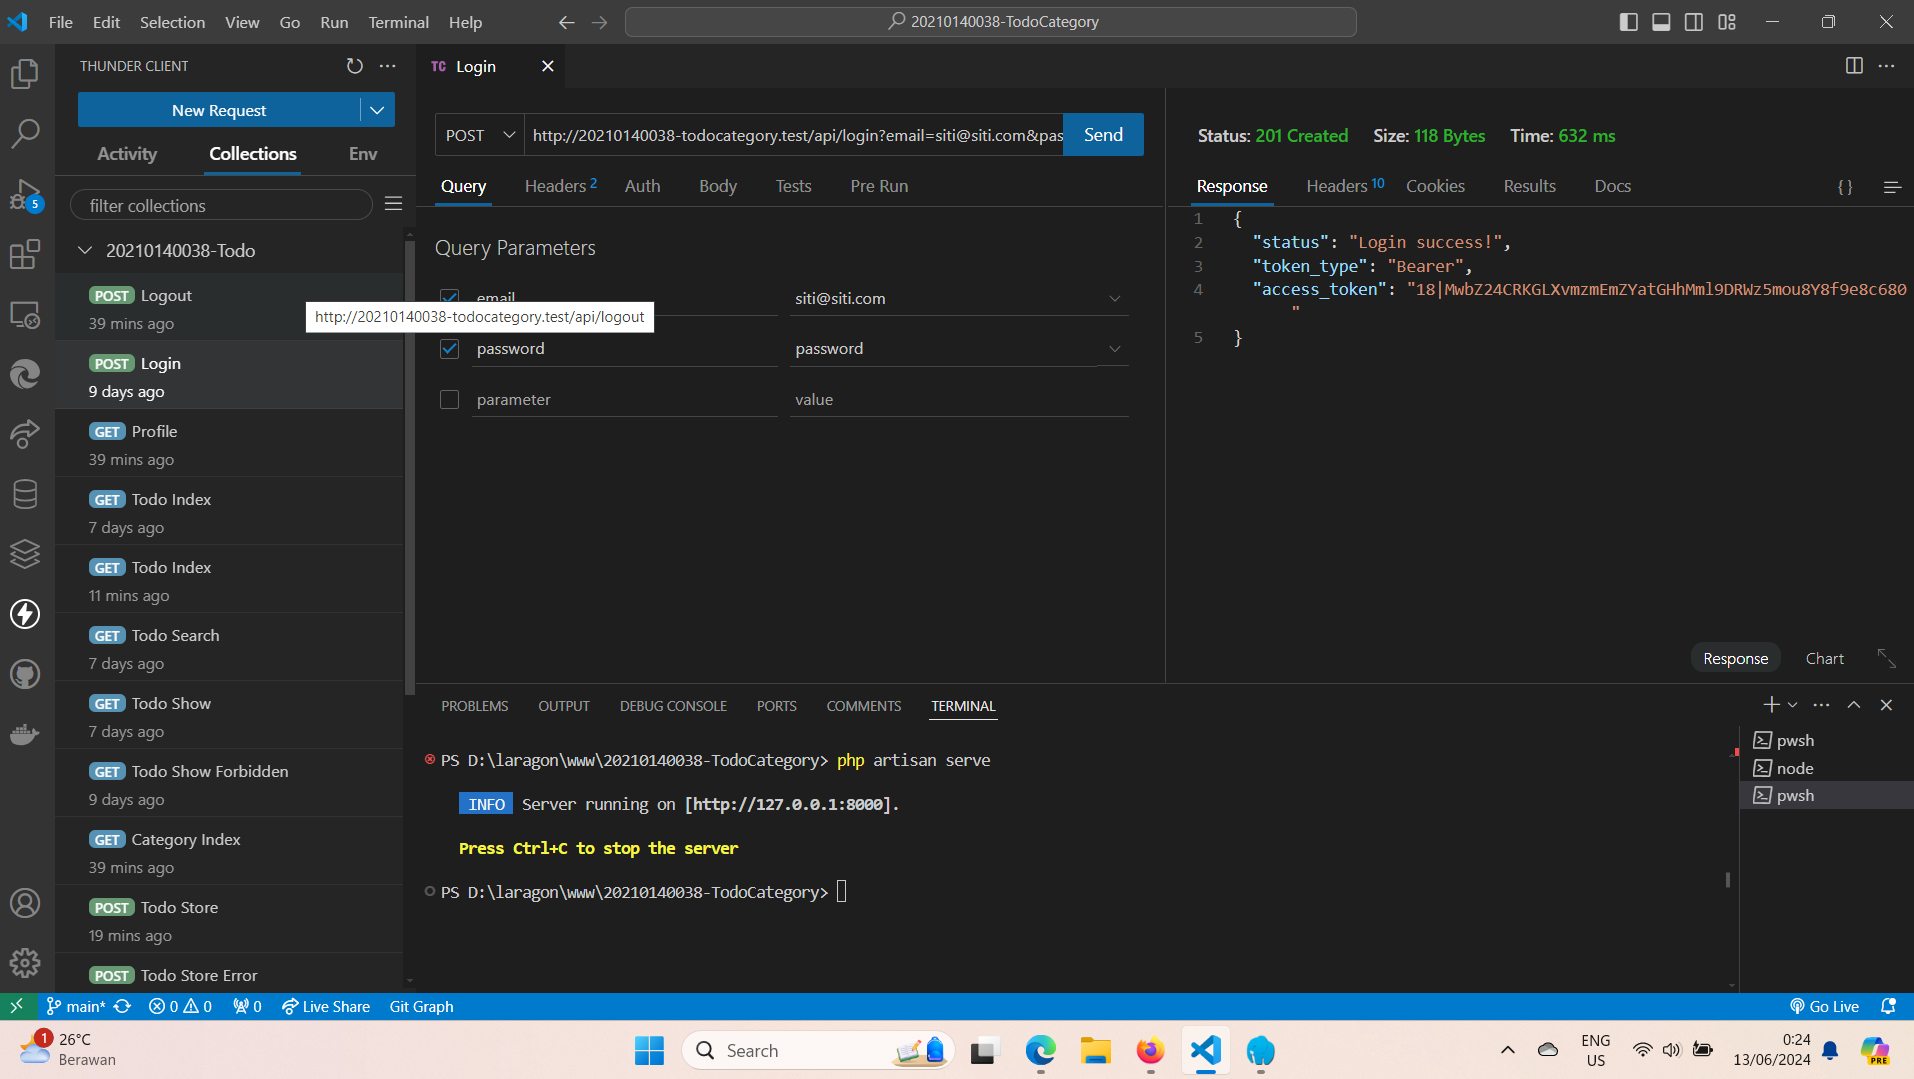 File Edit Selection View Go Run Terminal Help
20210140038-TodoCategory
THUNDER CLIENT
New Request
Activity Collections Env
filter collections
20210140038-Todo
POST Logout
39 mins ago
POST Login
9 days ago
GET Profile
39 mins ago
GET Todo Index
7 days ago
GET Todo Index
11 mins ago
GET Todo Search
7 days ago
GET Todo Show
7 days ago
GET Todo Show Forbidden
9 days ago
GET Category Index
39 mins ago
POST Todo Store
19 mins ago
POST Todo Store Error
5
http://20210140038-todocategory.test/api/logout
TC Login
POST http://20210140038-todocategory.test/api/login?email=siti@siti.com&pas Send
Query Headers 2 Auth Body Tests Pre Run
Query Parameters
email siti@siti.com
password password
parameter value
Status: 201 Created Size: 118 Bytes Time: 632 ms
Response Headers 10 Cookies Results Docs { }
1 {
2 "status": "Login success!",
3 "token_type": "Bearer",
4 "access_token": "18|MwbZ24CRKGLXvmzmEmZYatGHhMml9DRWz5mou8Y8f9e8c680
"
5 }
Response Chart
PROBLEMS OUTPUT DEBUG CONSOLE PORTS COMMENTS TERMINAL
PS D:\laragon\www\20210140038-TodoCategory> php artisan serve
INFO Server running on [http://127.0.0.1:8000].
Press Ctrl+C to stop the server
PS D:\laragon\www\20210140038-TodoCategory>
pwsh
node
pwsh
main* 0 0 0 Live Share Git Graph Go Live
1 26°C
Berawan
Search
ENG
US
0:24
13/06/2024
PRE